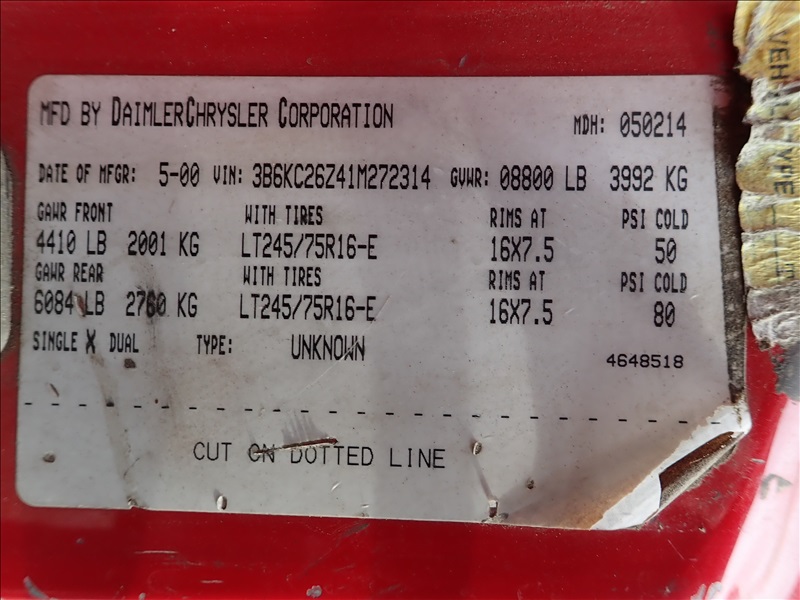 MFD BY DAIMLERCHRYSLER CORPORATION MDH: 050214
DATE OF MFGR: 5-00 VIN: 3B6KC26Z41M272314 GVWR: 08800 LB 3992 KG
GAWR FRONT WITH TIRES RIMS AT PSI COLD
4410 LB 2001 KG LT245/75R16-E 16X7.5 50
GAWR REAR WITH TIRES RIMS AT PSI COLD
6084 LB 2760 KG LT245/75R16-E 16X7.5 80
SINGLE X DUAL TYPE: UNKNOWN 4648518
CUT ON DOTTED LINE